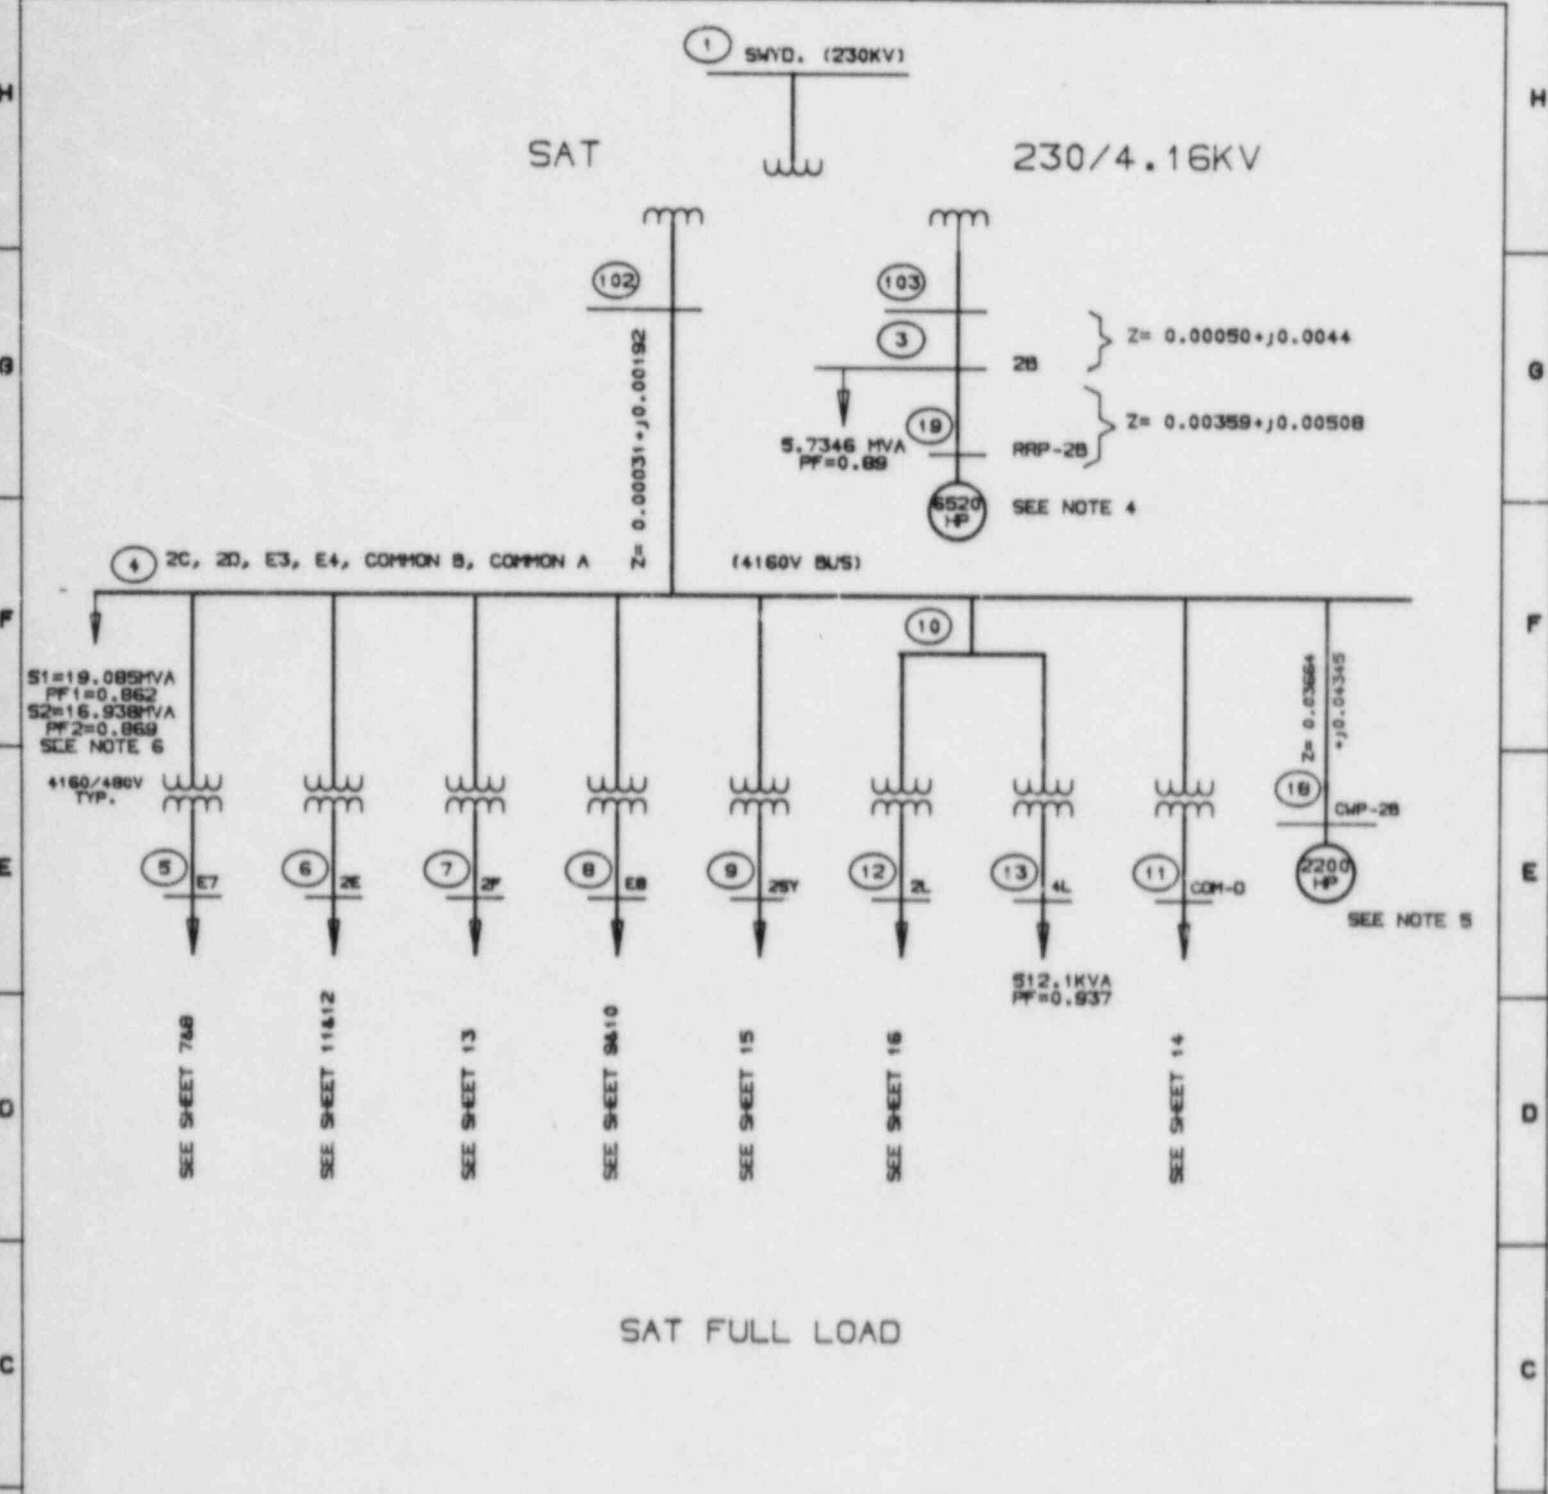 H
H
1 SWYD. (230KV)
SAT
230/4.16KV
102
103
3
2B
Z= 0.00050+j0.0044
G
G
Z= 0.00031+j0.00192
5.7346 MVA
PF=0.89
19
RRP-2B
Z= 0.00359+j0.00508
6520
HP
SEE NOTE 4
4 2C, 2D, E3, E4, COMMON B, COMMON A
(4160V BUS)
F
F
10
S1=19.085MVA
PF1=0.862
S2=16.938MVA
PF2=0.869
SEE NOTE 6
4160/480V
TYP.
Z= 0.03664
+j0.04345
18
CWP-2B
2200
HP
SEE NOTE 5
E
E
5 E7
6 2E
7 2F
8 E8
9 2SY
12 2L
13 4L
11 COM-D
512.1KVA
PF=0.937
SEE SHEET 7&8
SEE SHEET 11&12
SEE SHEET 13
SEE SHEET 9&10
SEE SHEET 15
SEE SHEET 16
SEE SHEET 14
D
D
SAT FULL LOAD
C
C